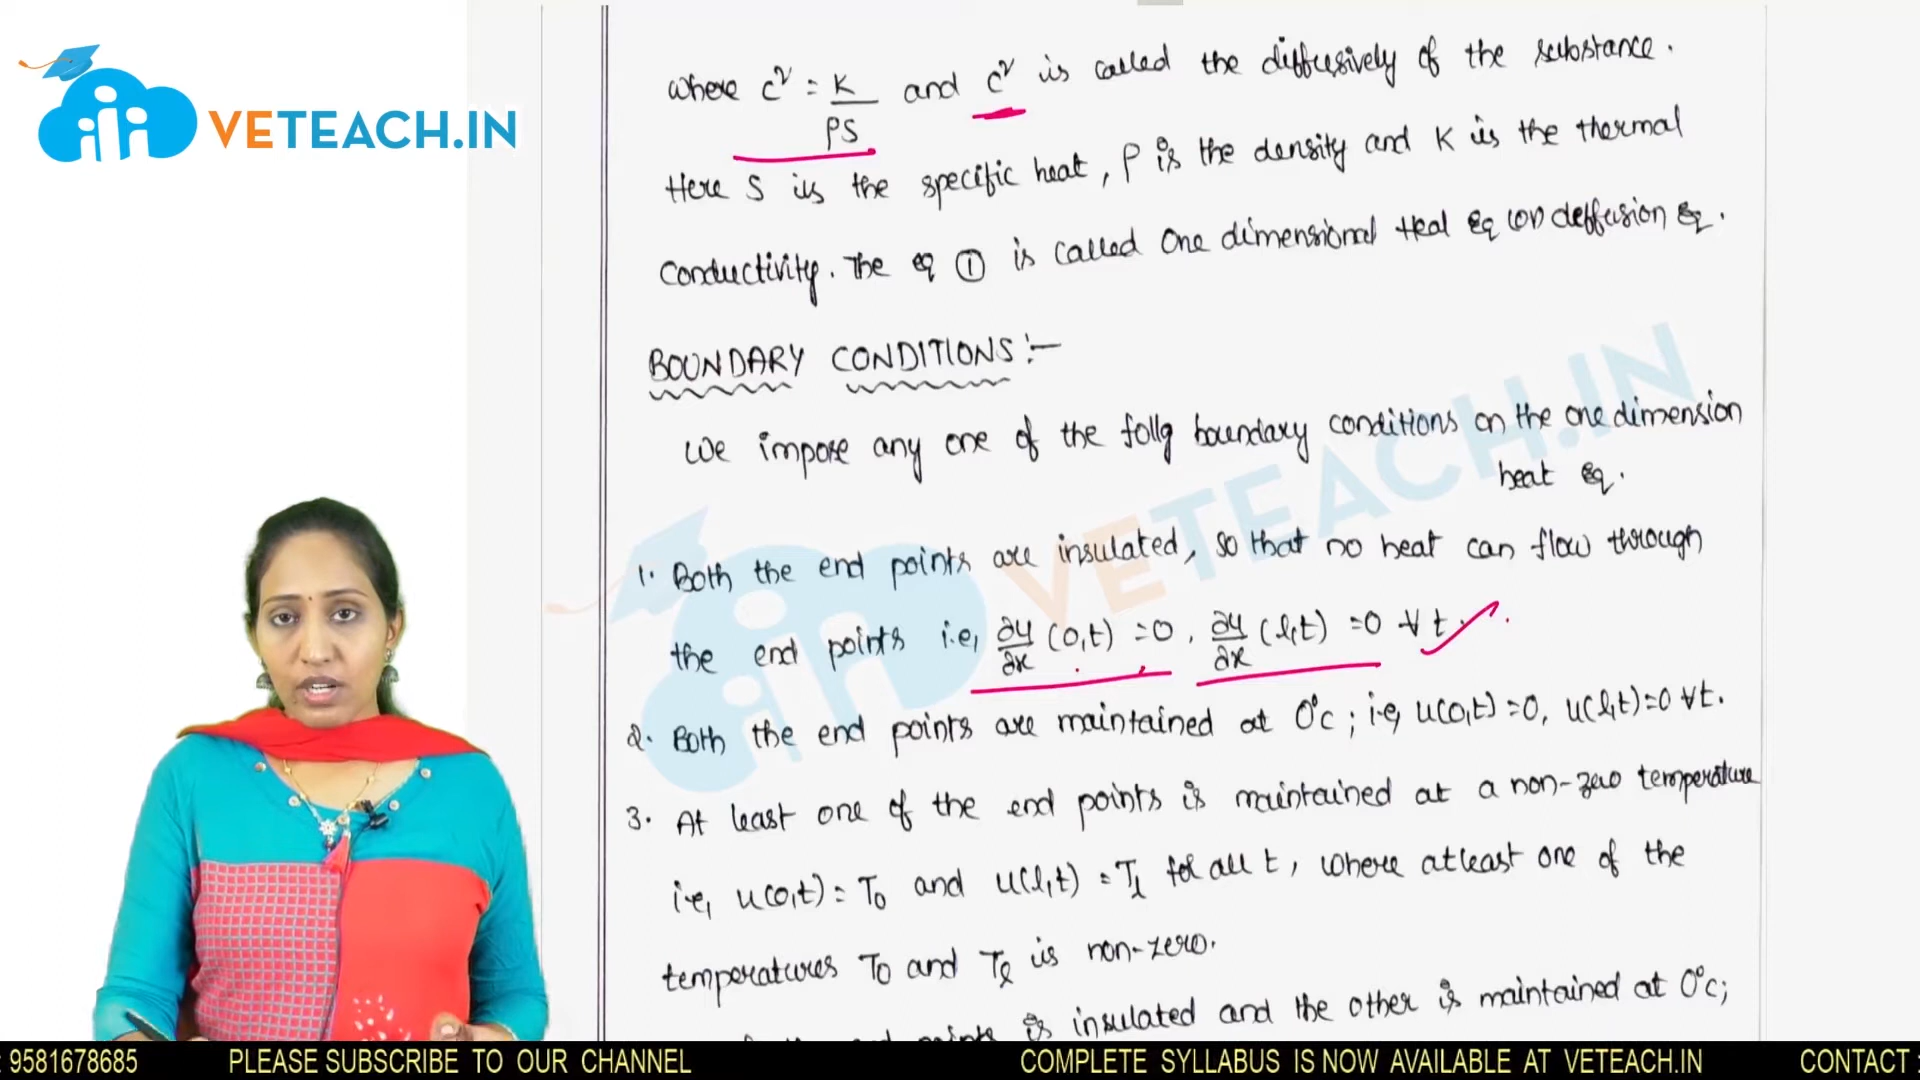 VETEACH.IN
where c² = K/ρs and c² is called the diffusively of the substance.
Here s is the specific heat, ρ is the density and K is the thermal
Conductivity. The eq ① is called One dimensional Heat Eq (or) deffusion Eq.
BOUNDARY CONDITIONS :-
We impose any one of the follg boundary conditions on the one dimension
heat Eq.
1. Both the end points are insulated, so that no heat can flow through
the end points i.e, ∂u/∂x (0,t) = 0, ∂u/∂x (l,t) = 0 ∀ t.
2. Both the end points are maintained at 0°c; i.e, u(0,t) = 0, u(l,t) = 0 ∀ t.
3. At least one of the end points is maintained at a non-zero temperature
i.e, u(0,t) = T₀ and u(l,t) = Tₗ for all t, where atleast one of the
temperatures T₀ and Tₗ is non-zero.
is insulated and the other is maintained at 0°c;
VETEACH.IN
: 9581678685 PLEASE SUBSCRIBE TO OUR CHANNEL COMPLETE SYLLABUS IS NOW AVAILABLE AT VETEACH.IN CONTACT :